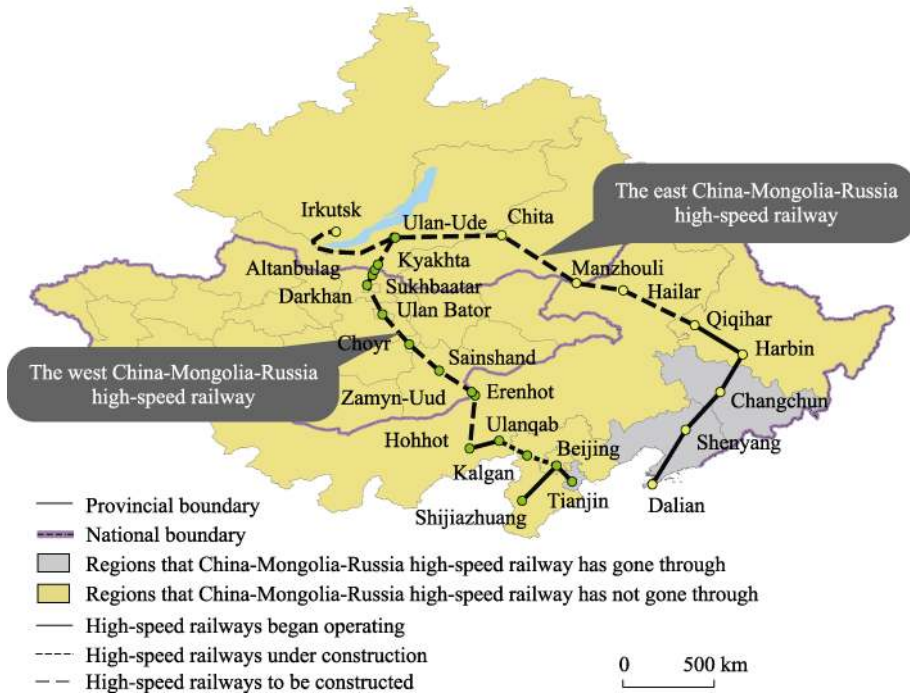 The east China-Mongolia-Russia
high-speed railway
Irkutsk
Ulan-Ude
Chita
Altanbulag
Kyakhta
Manzhouli
Darkhan
Sukhbaatar
Hailar
Ulan Bator
Qiqihar
Choyr
Harbin
The west China-Mongolia-Russia
high-speed railway
Sainshand
Zamyn-Uud
Erenhot
Changchun
Ulanqab
Hohhot
Beijing
Shenyang
Kalgan
Tianjin
Dalian
Shijiazhuang
Provincial boundary
National boundary
Regions that China-Mongolia-Russia high-speed railway has gone through
Regions that China-Mongolia-Russia high-speed railway has not gone through
High-speed railways began operating
High-speed railways under construction
High-speed railways to be constructed
0 500 km